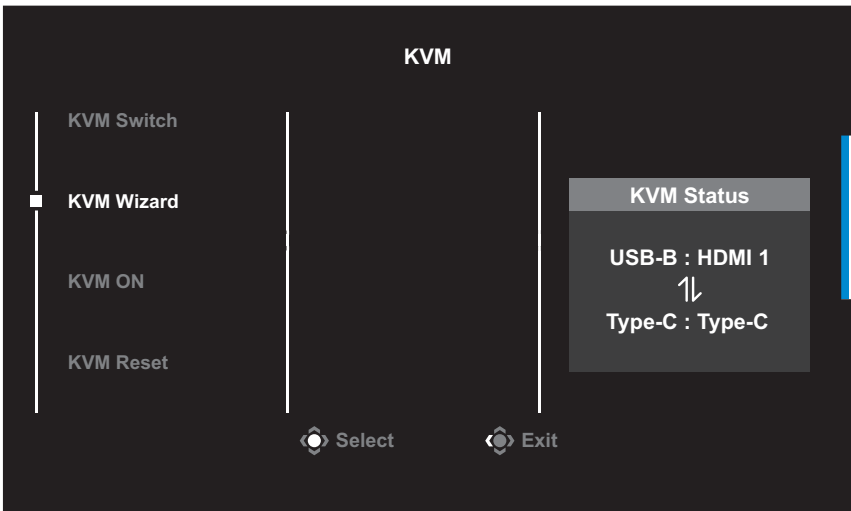 KVM
KVM Switch
KVM Wizard
KVM ON
KVM Reset
KVM Status
USB-B : HDMI 1
Type-C : Type-C
Select
Exit